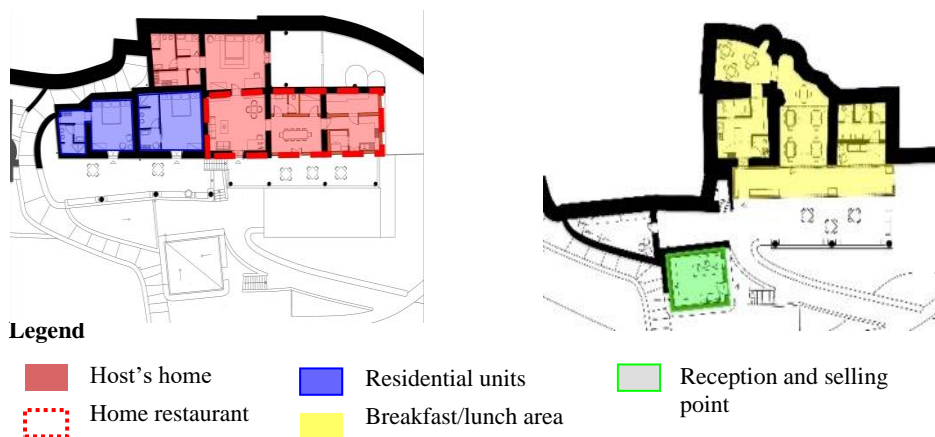 Legend
Host's home
Residential units
Reception and selling
point
Home restaurant
Breakfast/lunch area